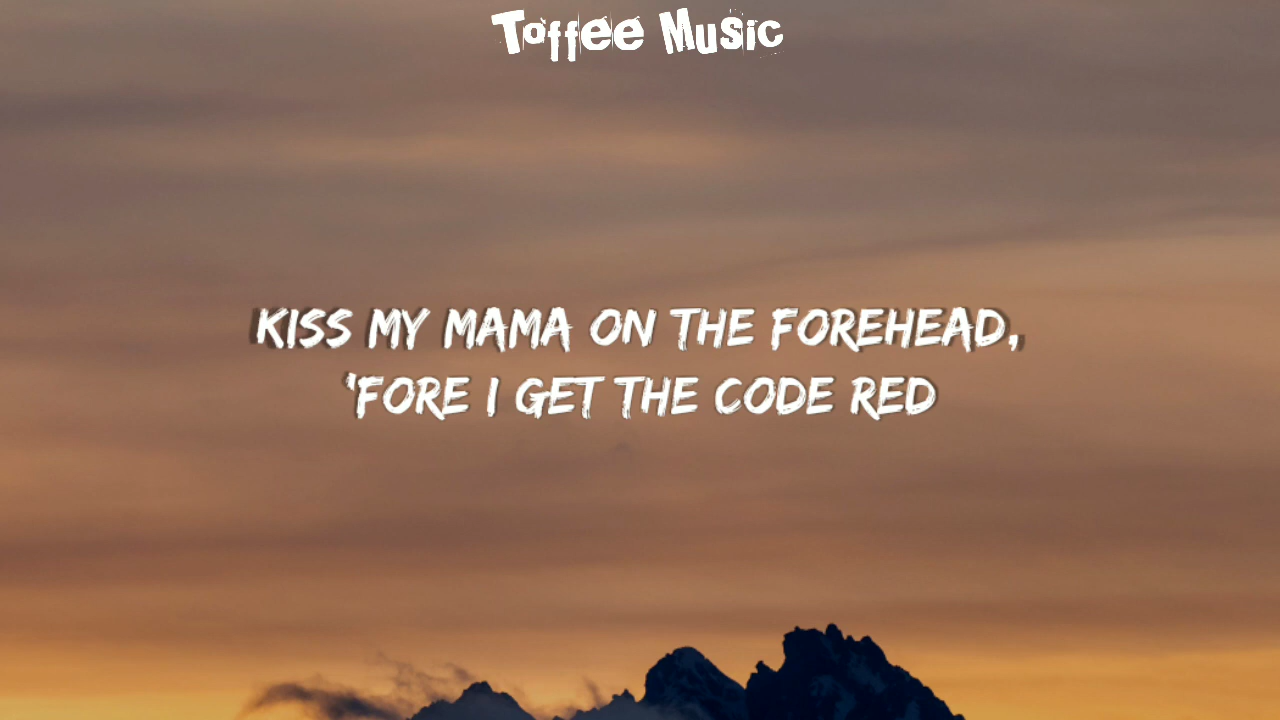 Toffee Music
KISS MY MAMA ON THE FOREHEAD,
'FORE I GET THE CODE RED